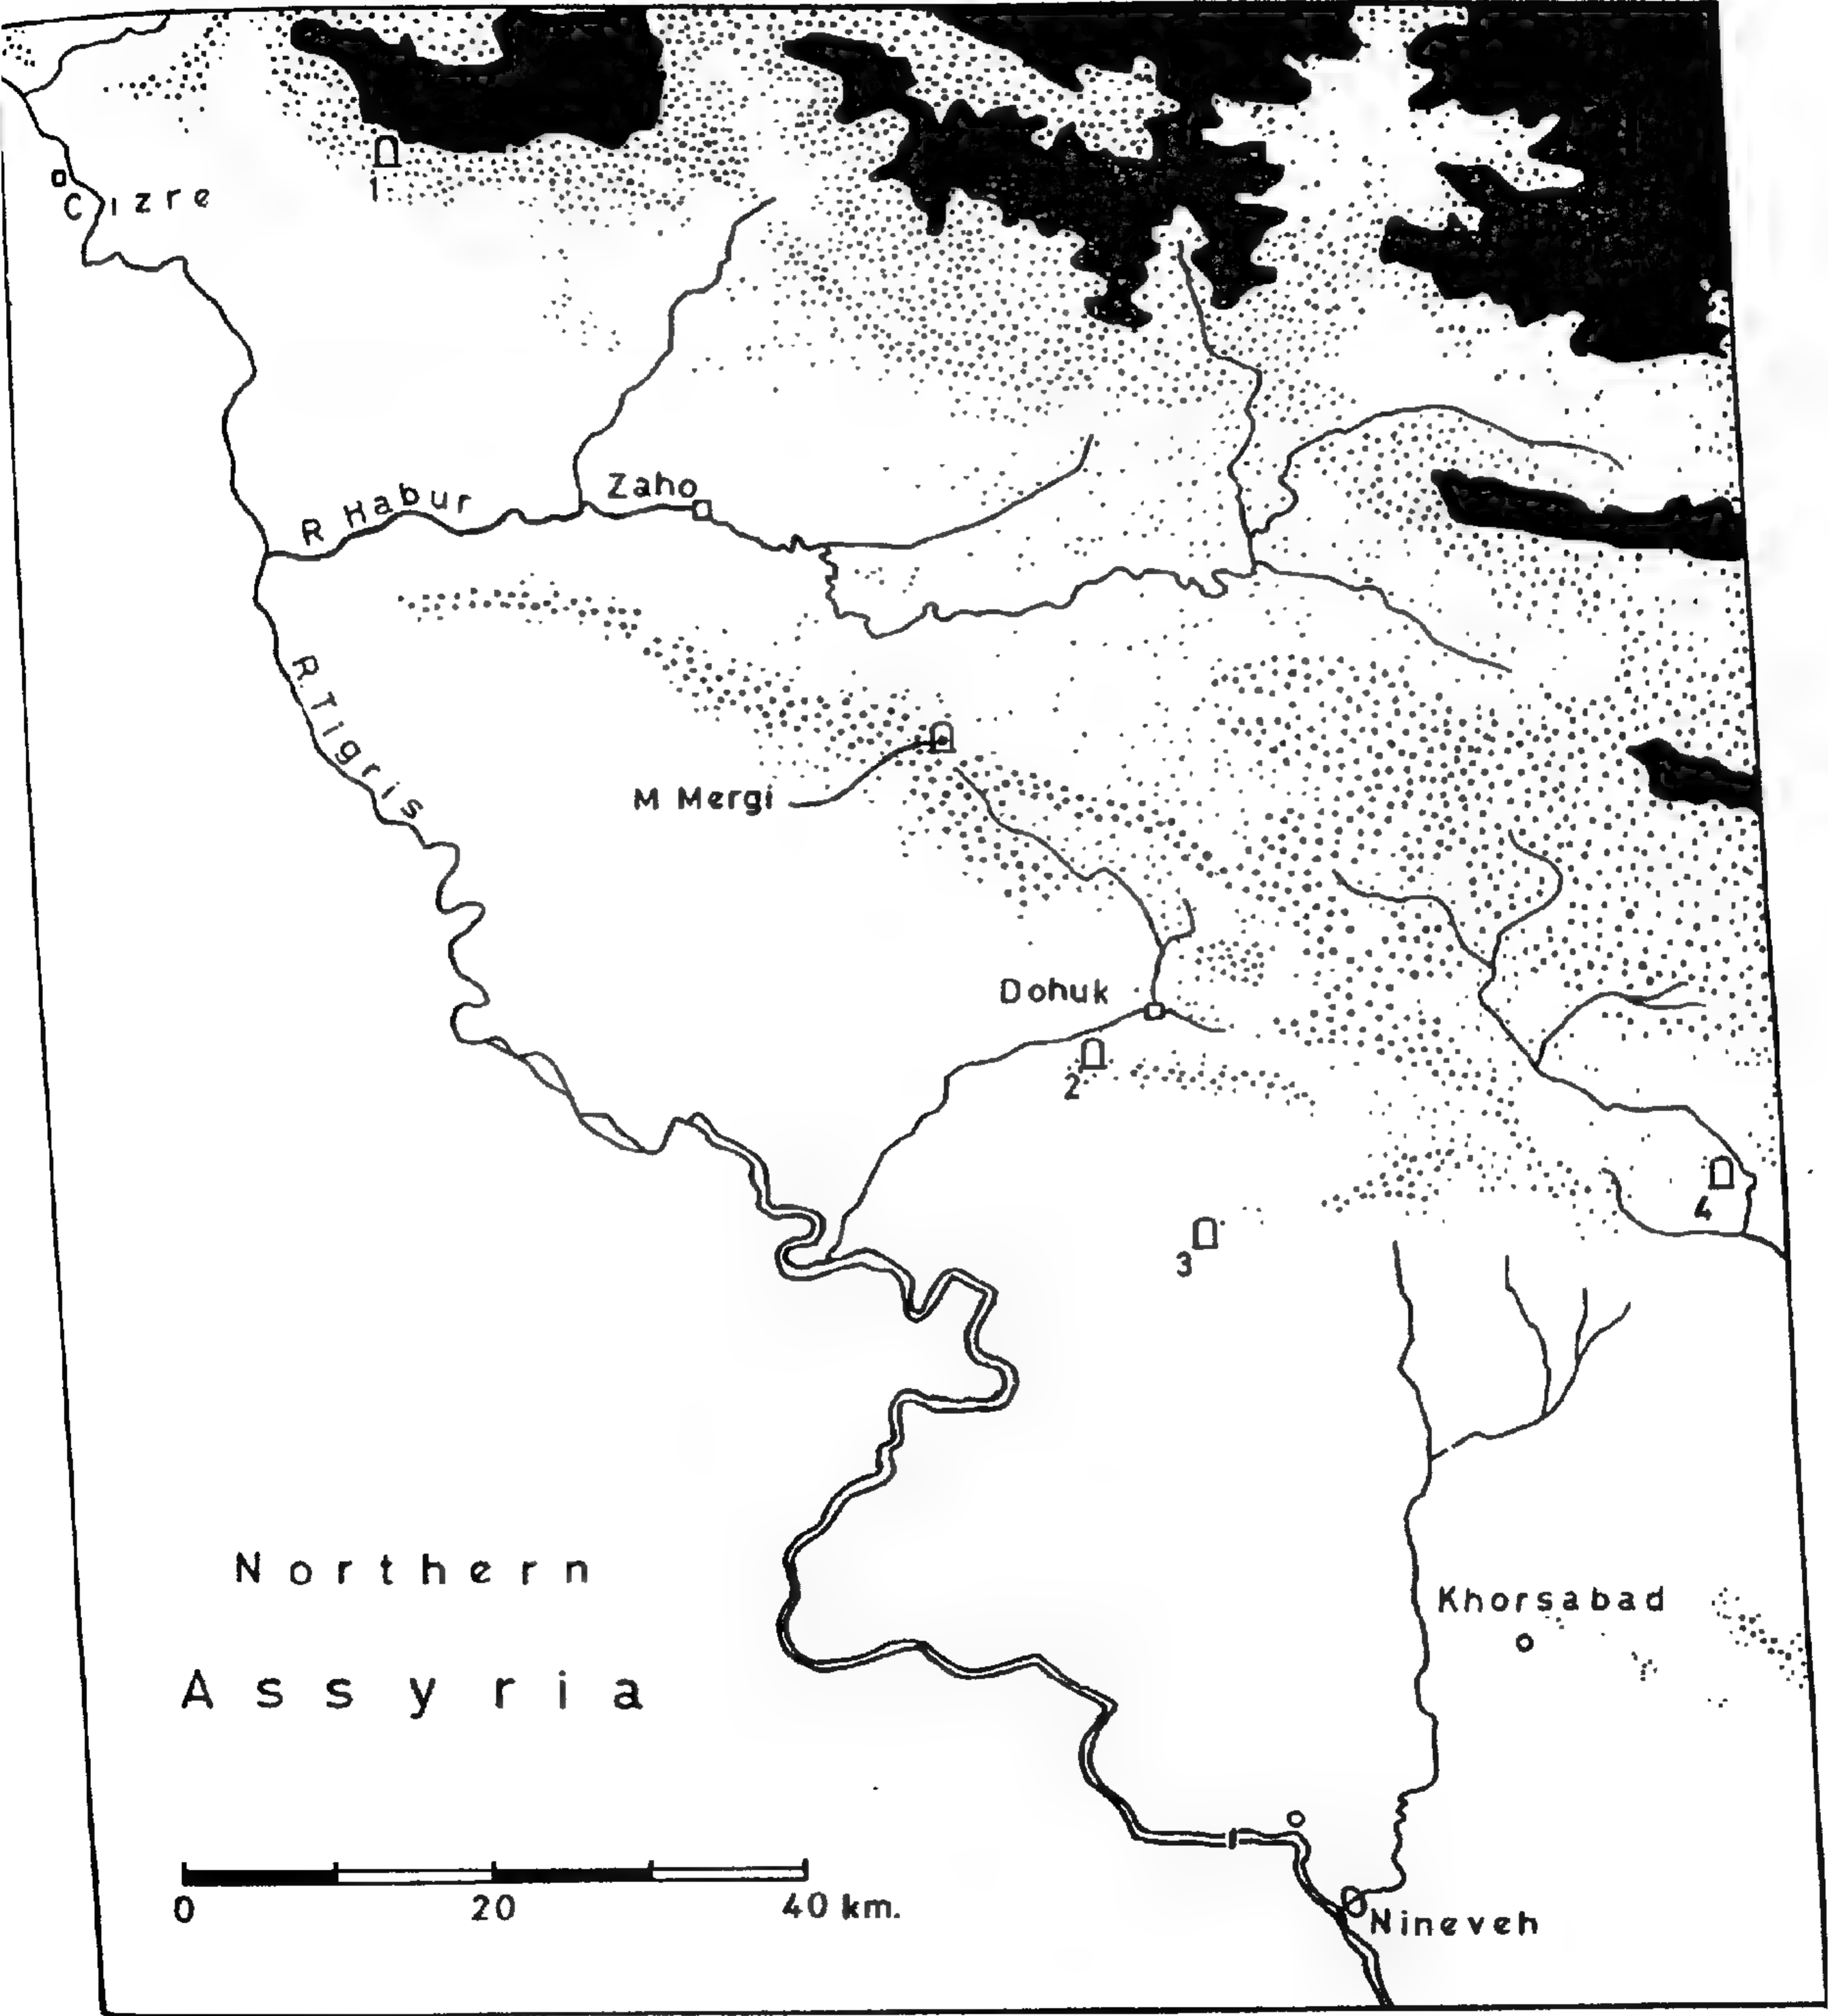 1
Cizre
Zaho
R Habur
R. Tigris
M Mergi
Dohuk
2
4
3
Northern
Assyria
Khorsabad
0 20 40 km.
Nineveh